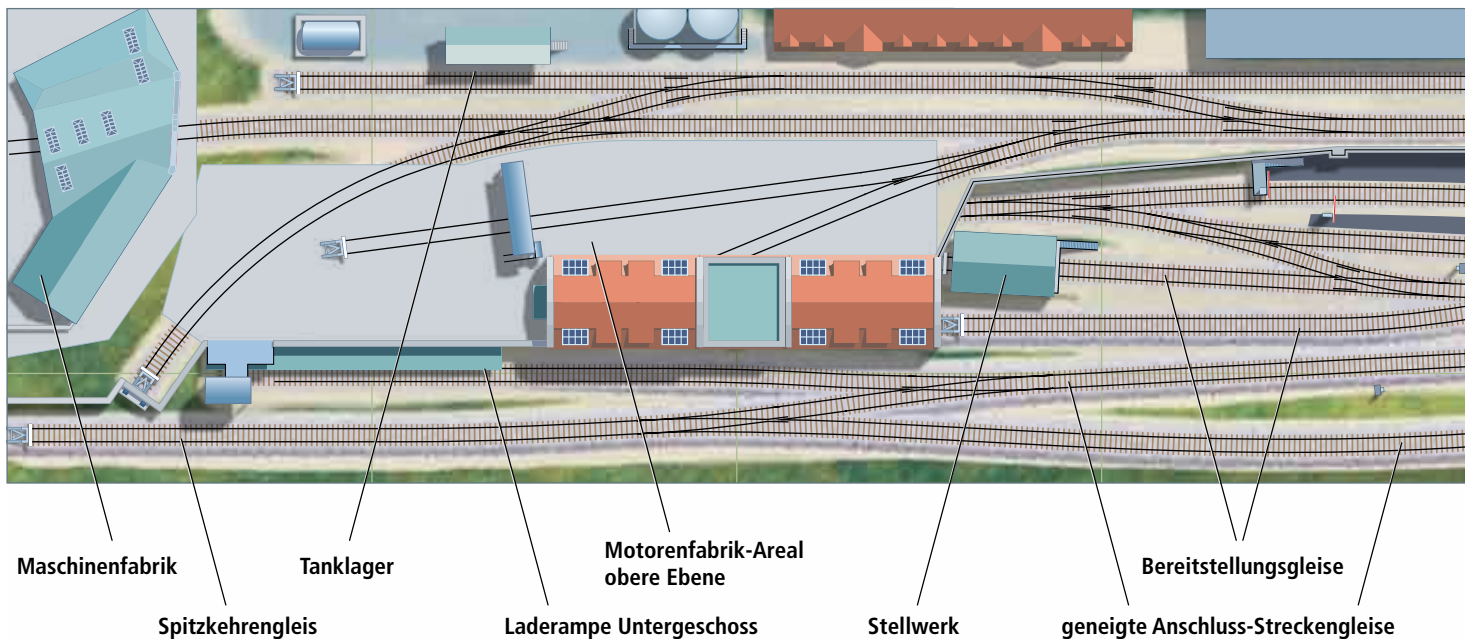 Maschinenfabrik
Tanklager
Motorenfabrik-Areal
obere Ebene
Bereitstellungsgleise
Spitzkehrengleis
Laderampe Untergeschoss
Stellwerk
geneigte Anschluss-Streckengleise